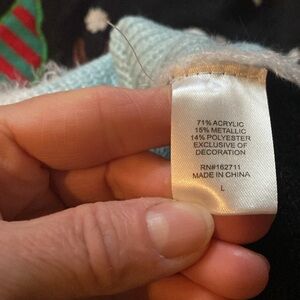 71% ACRYLIC
15% METALLIC
14% POLYESTER
EXCLUSIVE OF
DECORATION
RN#162711
MADE IN CHINA
L